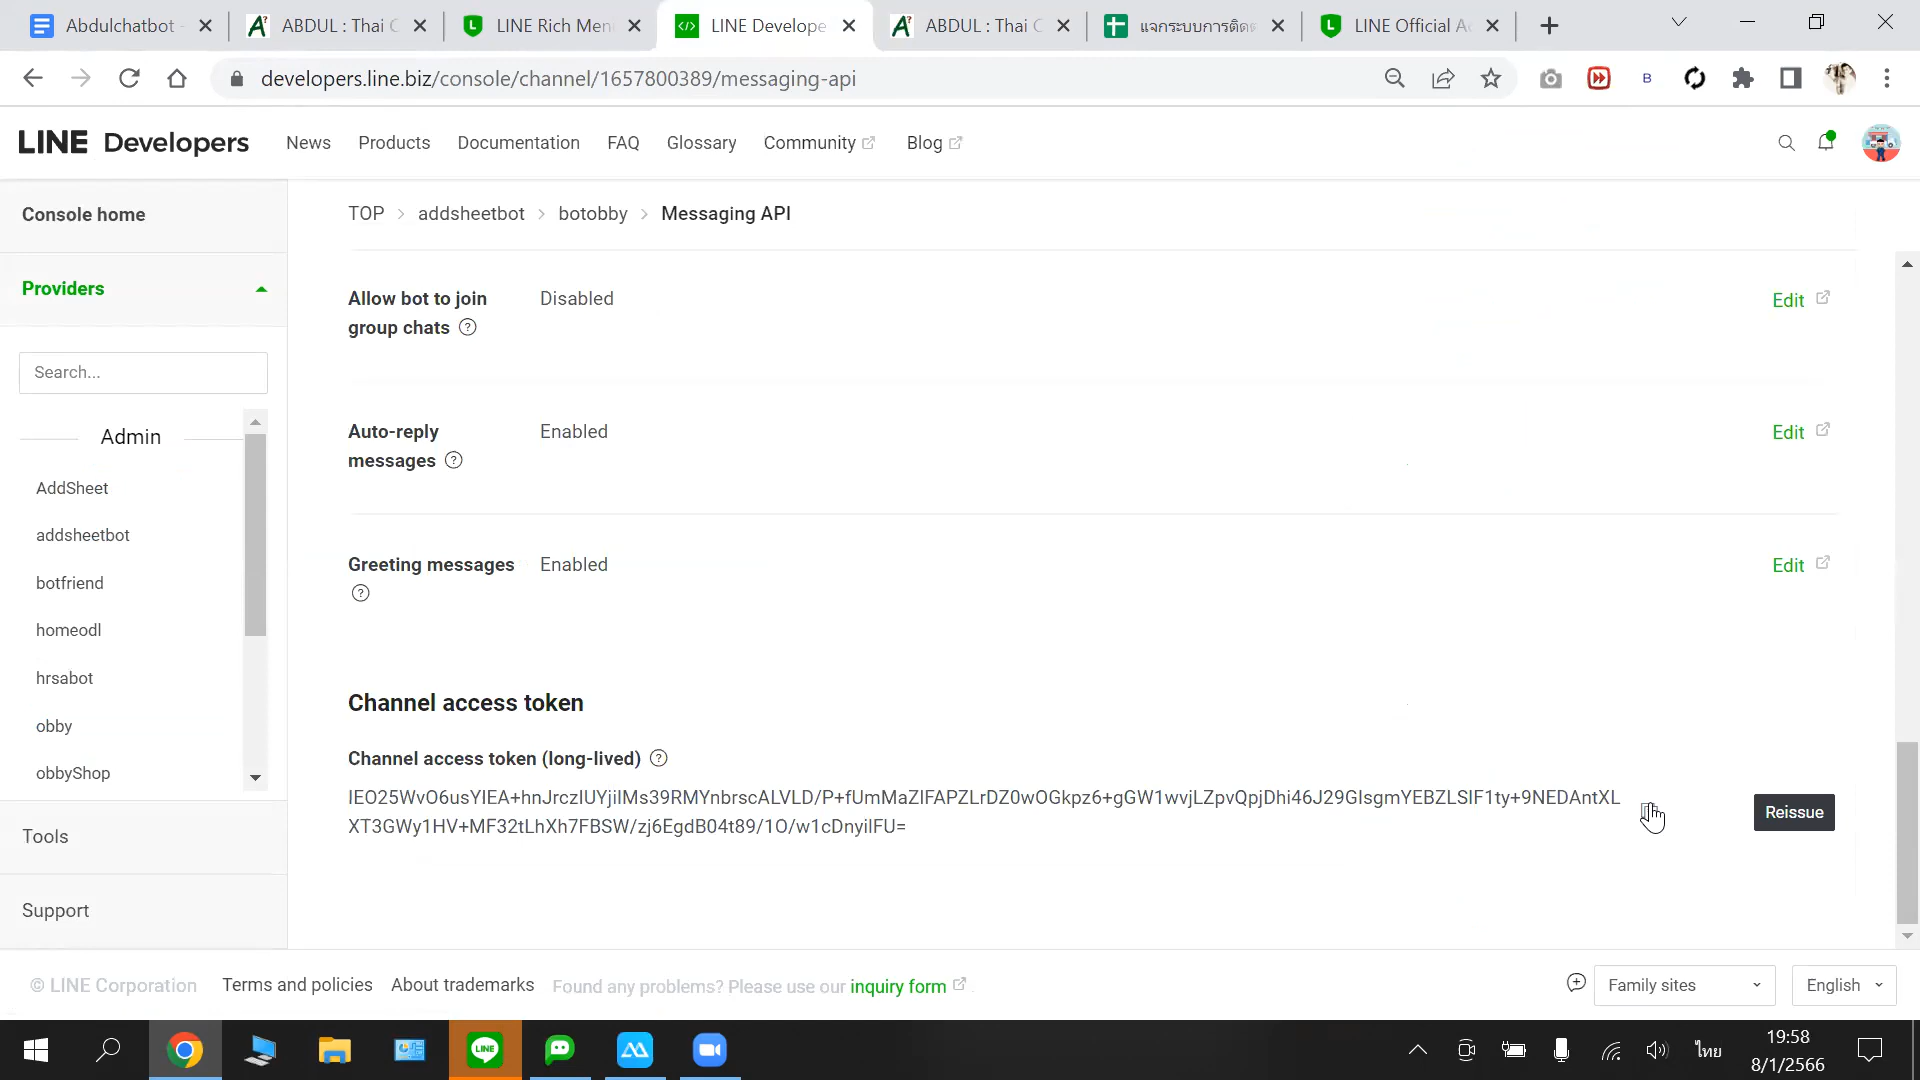 Abdulchatbot -
ABDUL : Thai C
LINE Rich Men
LINE Develope
ABDUL : Thai C
แจกระบบการติดต
LINE Official Ac
developers.line.biz/console/channel/1657800389/messaging-api
LINE Developers
News
Products
Documentation
FAQ
Glossary
Community
Blog
Console home
Providers
Search...
Admin
AddSheet
addsheetbot
botfriend
homeodl
hrsabot
obby
obbyShop
Tools
Support
TOP > addsheetbot > botobby > Messaging API
Allow bot to join
group chats
Disabled
Edit
Auto-reply
messages
Enabled
Edit
Greeting messages
Enabled
Edit
Channel access token
Channel access token (long-lived)
IEO25WvO6usYIEA+hnJrczIUYjiIMs39RMYnbrscALVLD/P+fUmMaZIFAPZLrDZ0wOGkpz6+gGW1wvjLZpvQpjDhi46J29GIsgmYEBZLSIF1ty+9NEDAntXL
XT3GWy1HV+MF32tLhXh7FBSW/zj6EgdB04t89/1O/w1cDnyilFU=
Reissue
© LINE Corporation
Terms and policies
About trademarks
Found any problems? Please use our inquiry form .
Family sites
English
LINE
ไทย
19:58
8/1/2566